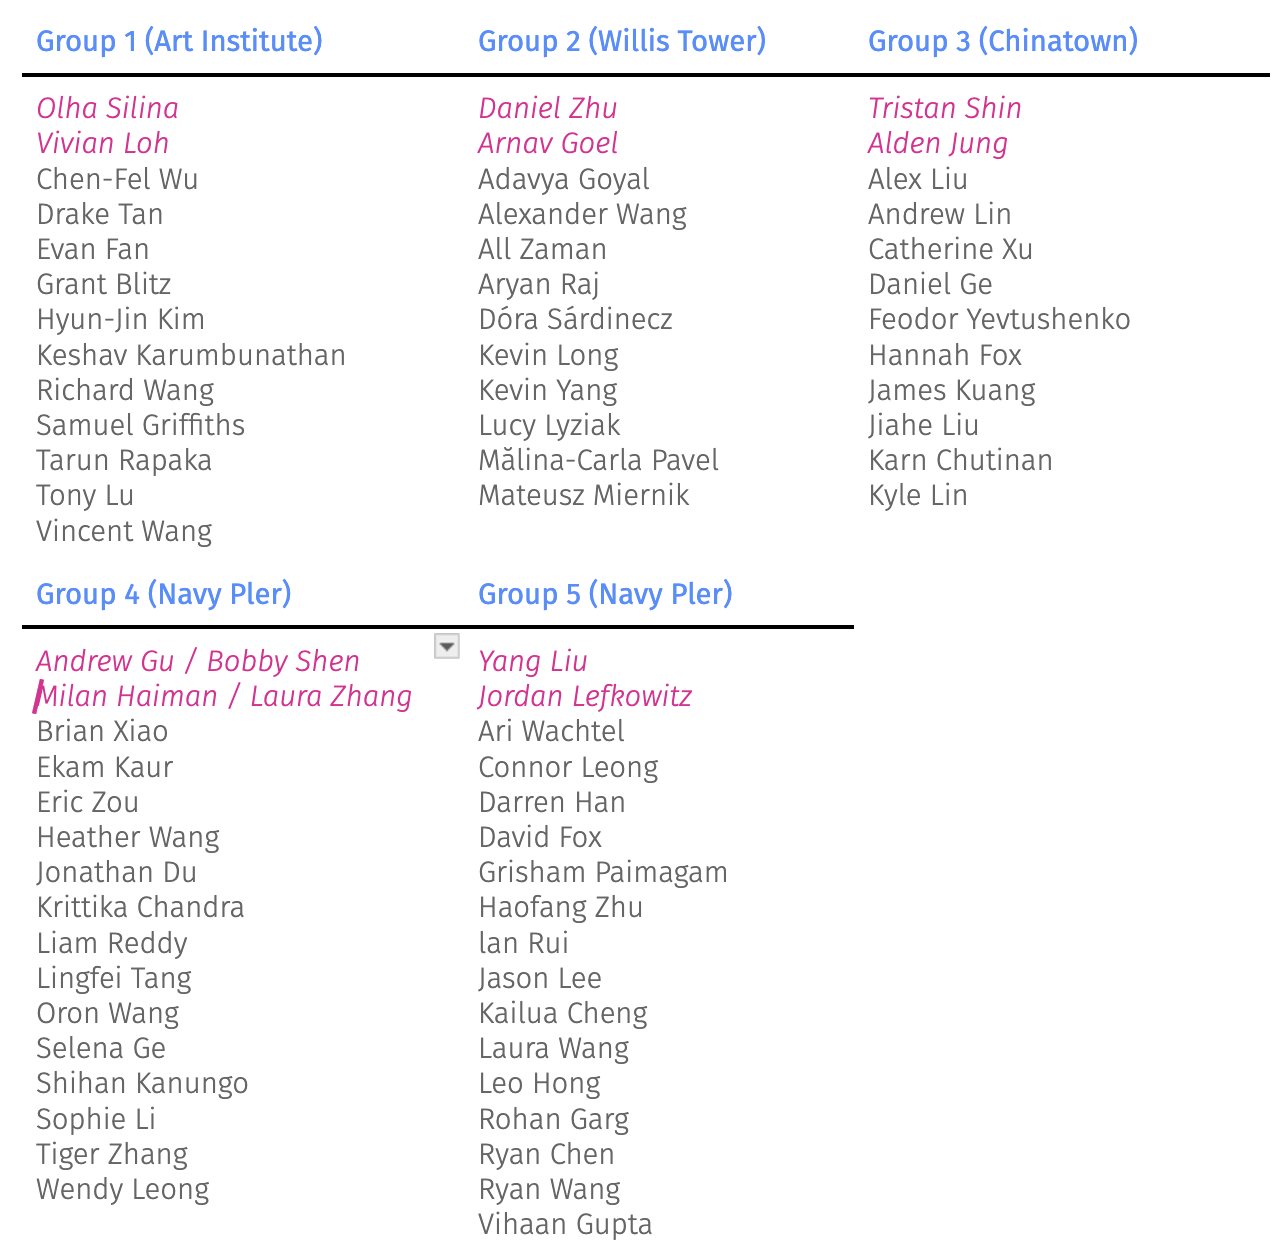 Group 1 (Art Institute)
Olha Silina
Vivian Loh
Chen-Fel Wu
Drake Tan
Evan Fan
Grant Blitz
Hyun-Jin Kim
Keshav Karumbunathan
Richard Wang
Samuel Griffiths
Tarun Rapaka
Tony Lu
Vincent Wang
Group 2 (Willis Tower)
Daniel Zhu
Arnav Goel
Adavya Goyal
Alexander Wang
All Zaman
Aryan Raj
Dóra Sárdinecz
Kevin Long
Kevin Yang
Lucy Lyziak
Mălina-Carla Pavel
Mateusz Miernik
Group 3 (Chinatown)
Tristan Shin
Alden Jung
Alex Liu
Andrew Lin
Catherine Xu
Daniel Ge
Feodor Yevtushenko
Hannah Fox
James Kuang
Jiahe Liu
Karn Chutinan
Kyle Lin
Group 4 (Navy Pler)
Andrew Gu / Bobby Shen
Milan Haiman / Laura Zhang
Brian Xiao
Ekam Kaur
Eric Zou
Heather Wang
Jonathan Du
Krittika Chandra
Liam Reddy
Lingfei Tang
Oron Wang
Selena Ge
Shihan Kanungo
Sophie Li
Tiger Zhang
Wendy Leong
Group 5 (Navy Pler)
Yang Liu
Jordan Lefkowitz
Ari Wachtel
Connor Leong
Darren Han
David Fox
Grisham Paimagam
Haofang Zhu
lan Rui
Jason Lee
Kailua Cheng
Laura Wang
Leo Hong
Rohan Garg
Ryan Chen
Ryan Wang
Vihaan Gupta